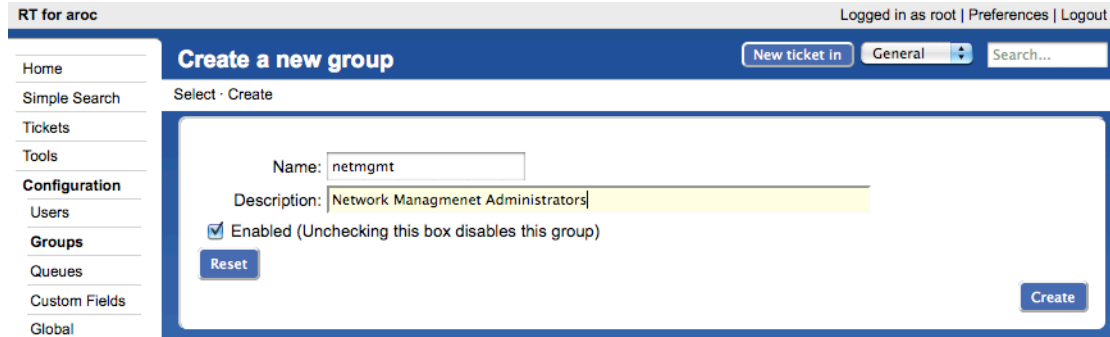 RT for aroc
Logged in as root | Preferences | Logout
Home
Simple Search
Tickets
Tools
Configuration
Users
Groups
Queues
Custom Fields
Global
Create a new group
New ticket in
General
Search...
Select · Create
Name: netmgmt
Description: Network Managmenet Administrators
Enabled (Unchecking this box disables this group)
Reset
Create